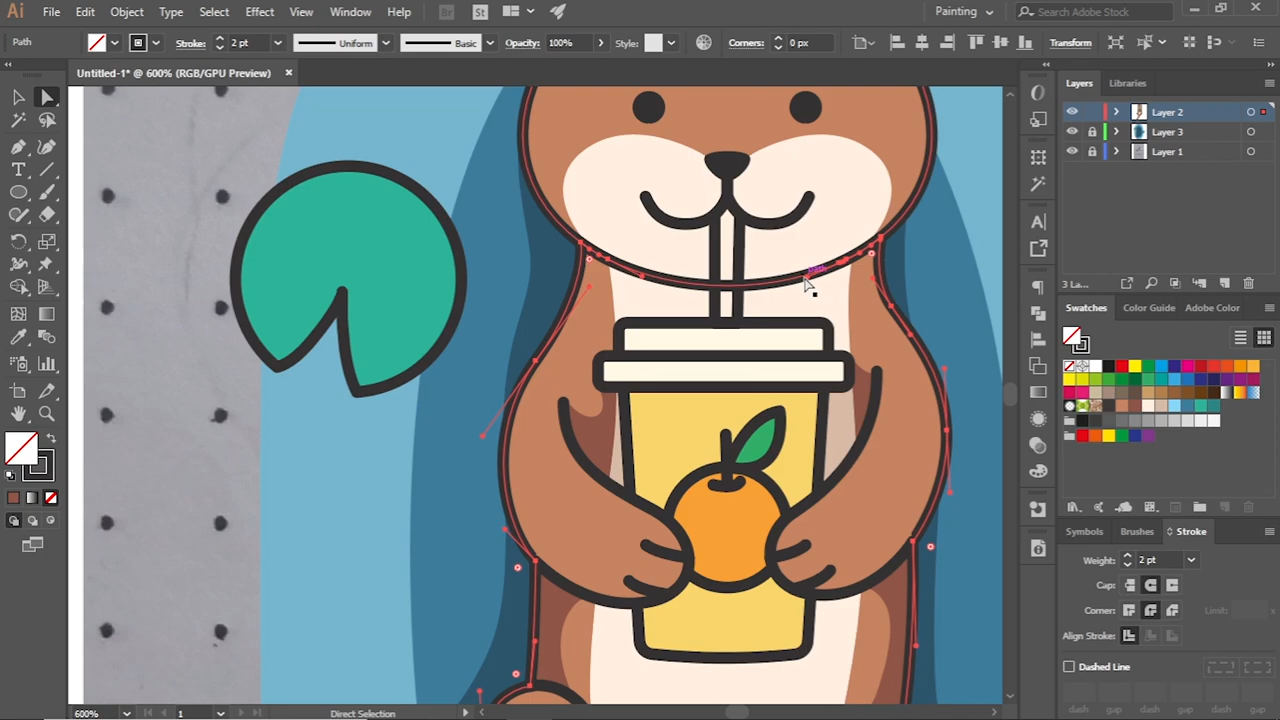 Ai File Edit Object Type Select Effect View Window Help Br St Painting Search Adobe Stock
Path Stroke: 2 pt Uniform Basic Opacity: 100% Style: Corners: 0 px Transform
Untitled-1* @ 600% (RGB/GPU Preview)
Layers Libraries
Layer 2
Layer 3
Layer 1
path
3 La...
Swatches Color Guide Adobe Color
Symbols Brushes Stroke
Weight: 2 pt
Cap:
Corner: Limit:
Align Stroke:
Dashed Line
dash gap dash gap dash gap
600% 1 Direct Selection